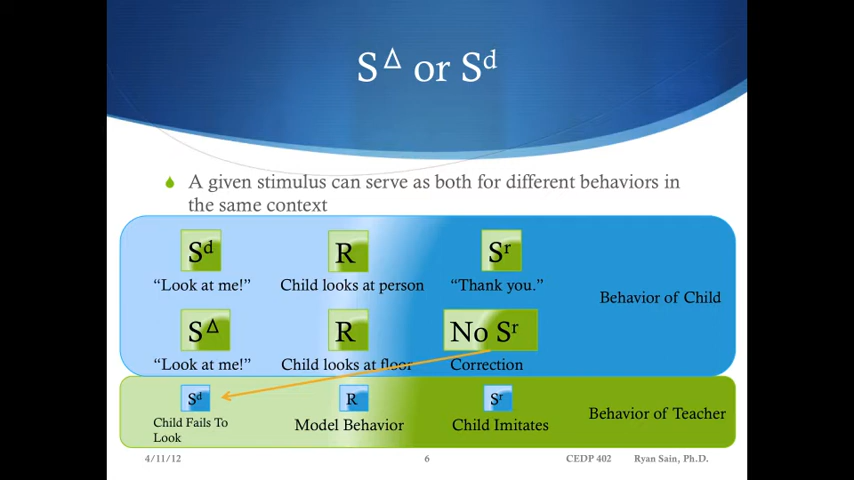 S^Δ or S^d
A given stimulus can serve as both for different behaviors in
the same context
S^d R S^r
“Look at me!” Child looks at person “Thank you.”
Behavior of Child
S^Δ R No S^r
“Look at me!” Child looks at floor Correction
S^d R S^r
Child Fails To
Look
Model Behavior Child Imitates
Behavior of Teacher
4/11/12 6 CEDP 402 Ryan Sain, Ph.D.